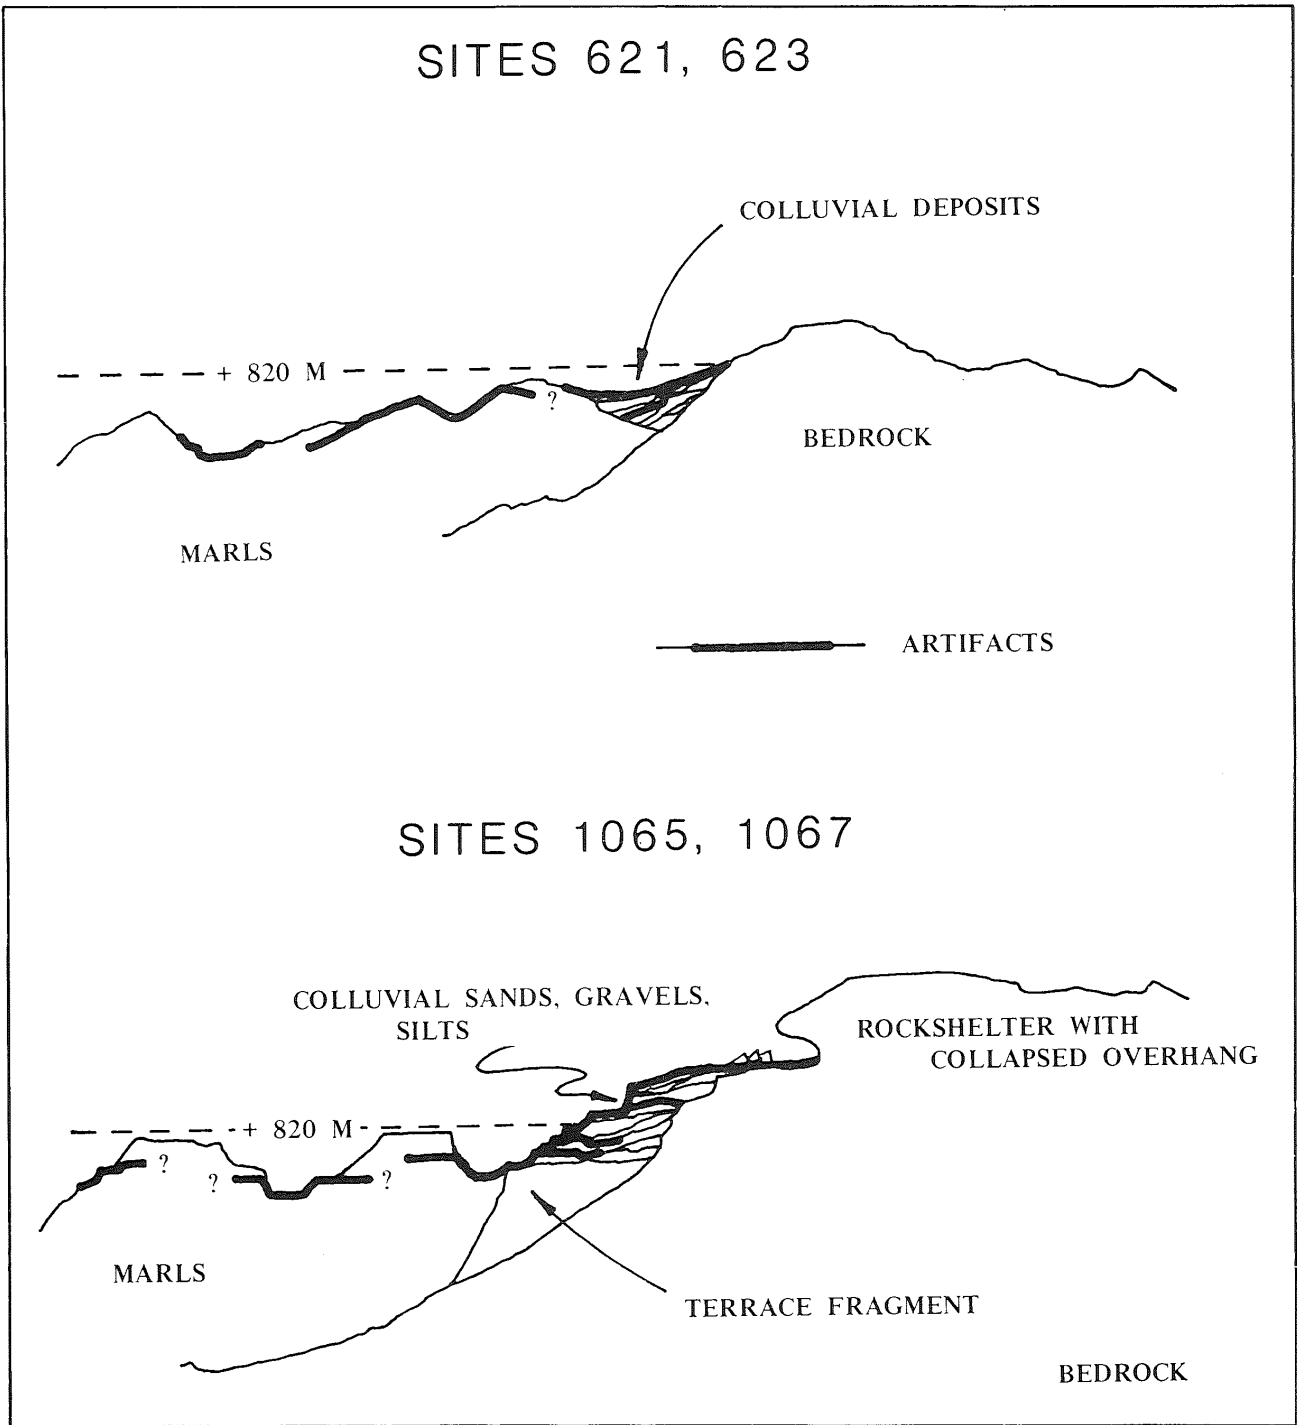 SITES 621, 623
COLLUVIAL DEPOSITS
+ 820 M
?
BEDROCK
MARLS
ARTIFACTS
SITES 1065, 1067
COLLUVIAL SANDS, GRAVELS,
SILTS
ROCKSHELTER WITH
COLLAPSED OVERHANG
+ 820 M
?
?
?
MARLS
TERRACE FRAGMENT
BEDROCK